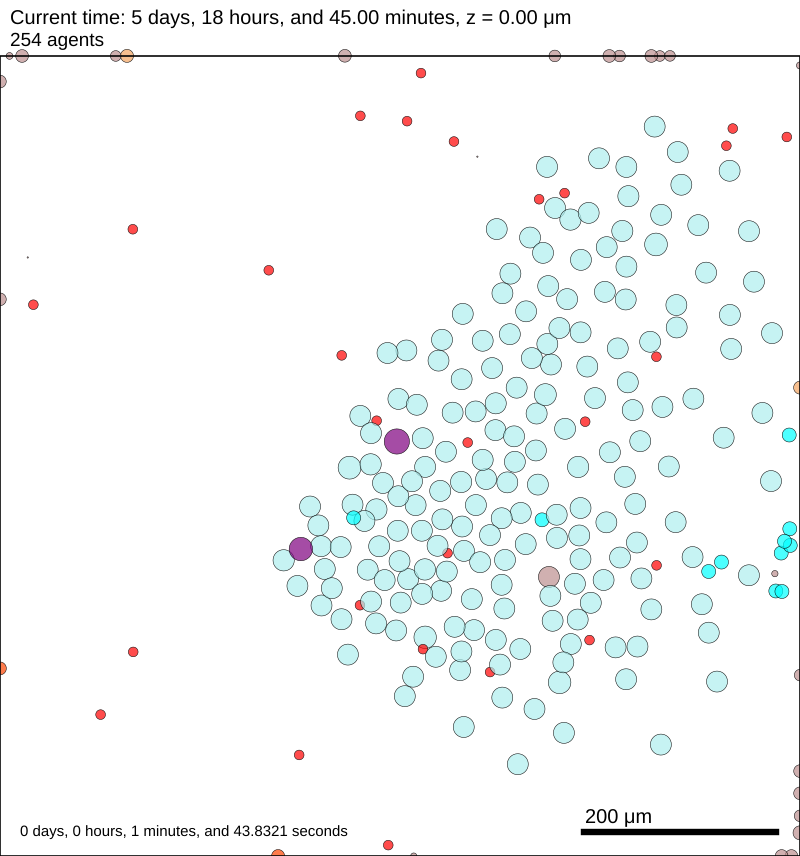 Current time: 5 days, 18 hours, and 45.00 minutes, z = 0.00 μm
254 agents
200 μm
0 days, 0 hours, 1 minutes, and 43.8321 seconds